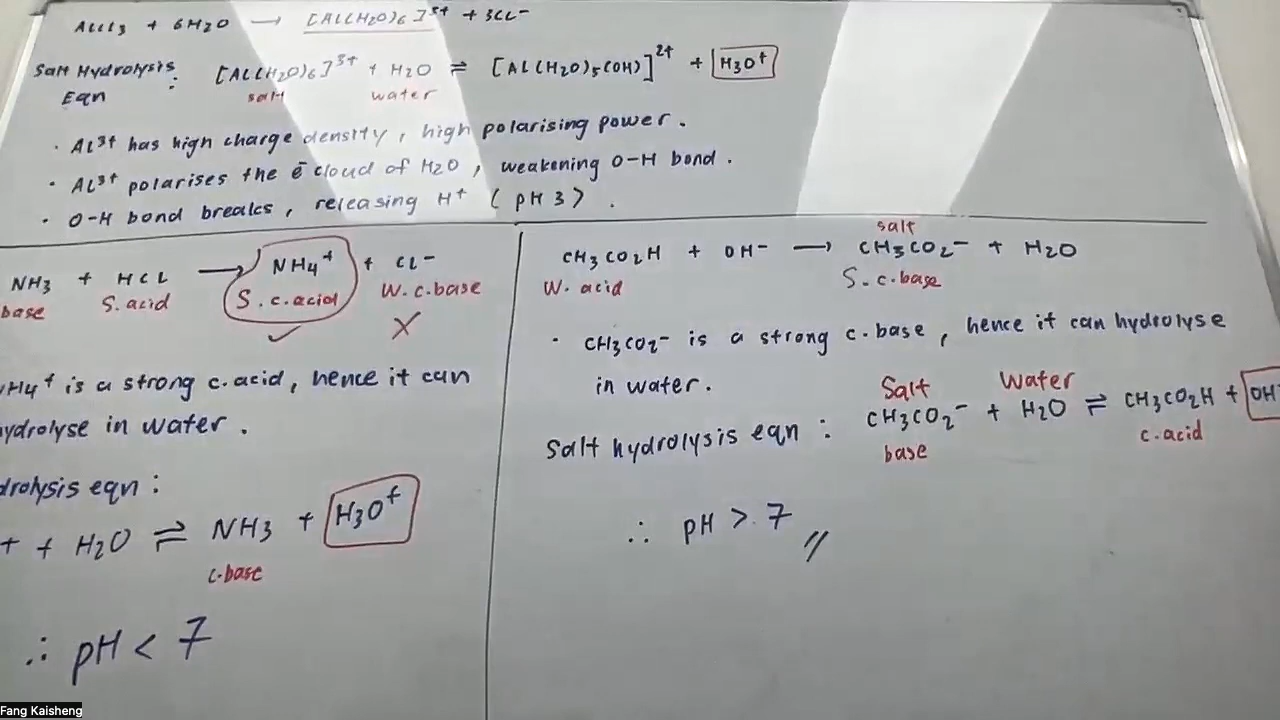 AlCl3 + 6H2O → [Al(H2O)6]3+ + 3Cl-
Salt Hydrolysis Eqn : [Al(H2O)6]3+ + H2O ⇌ [Al(H2O)5(OH)]2+ + H3O+
salt water
· Al3+ has high charge density, high polarising power.
· Al3+ polarises the ē cloud of H2O, weakening O-H bond.
· O-H bond breaks, releasing H+ (pH 3).
NH3 + HCl → NH4+ + Cl-
base S. acid S. c. acid W. c. base
✓ X
NH4+ is a strong c. acid, hence it can
hydrolyse in water.
drolysis eqn :
+ + H2O ⇌ NH3 + H3O+
c. base
∴ pH < 7
salt
CH3CO2H + OH- → CH3CO2- + H2O
W. acid S. c. base
· CH3CO2- is a strong c. base, hence it can hydrolyse
in water.
Salt Water
Salt hydrolysis eqn : CH3CO2- + H2O ⇌ CH3CO2H + OH
base c. acid
∴ pH > 7 //
Fang Kaisheng